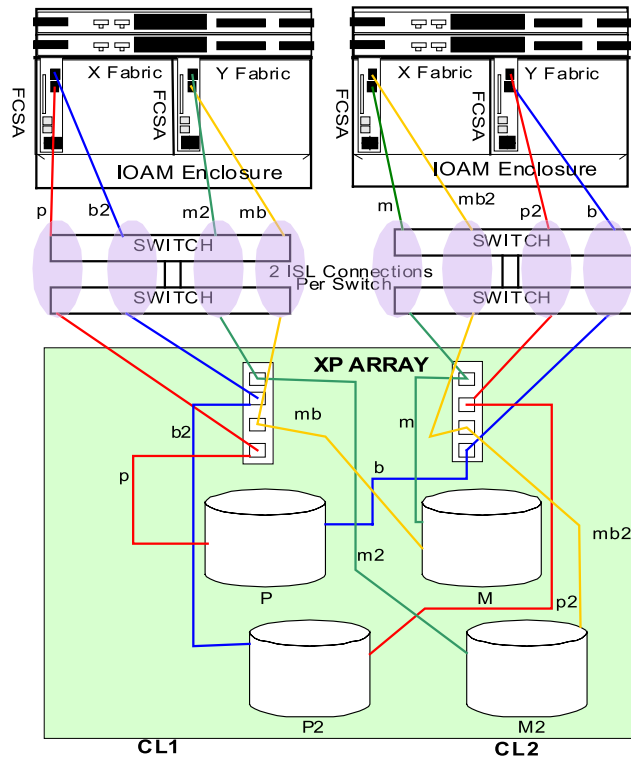 X Fabric
Y Fabric
X Fabric
Y Fabric
FCSA
FCSA
FCSA
FCSA
IOAM Enclosure
IOAM Enclosure
p
b2
m2
mb
m
mb2
p2
b
SWITCH
SWITCH
2 ISL Connections
Per Switch
SWITCH
SWITCH
XP ARRAY
mb
m
b2
b
p
mb2
m2
p2
P
M
P2
M2
CL1
CL2